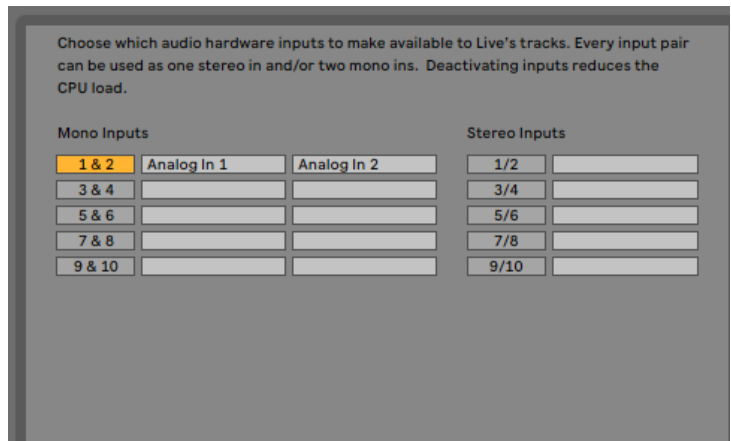 Choose which audio hardware inputs to make available to Live's tracks. Every input pair
can be used as one stereo in and/or two mono ins. Deactivating inputs reduces the
CPU load.
Mono Inputs
Stereo Inputs
1 & 2 Analog In 1 Analog In 2 1/2
3 & 4 3/4
5 & 6 5/6
7 & 8 7/8
9 & 10 9/10